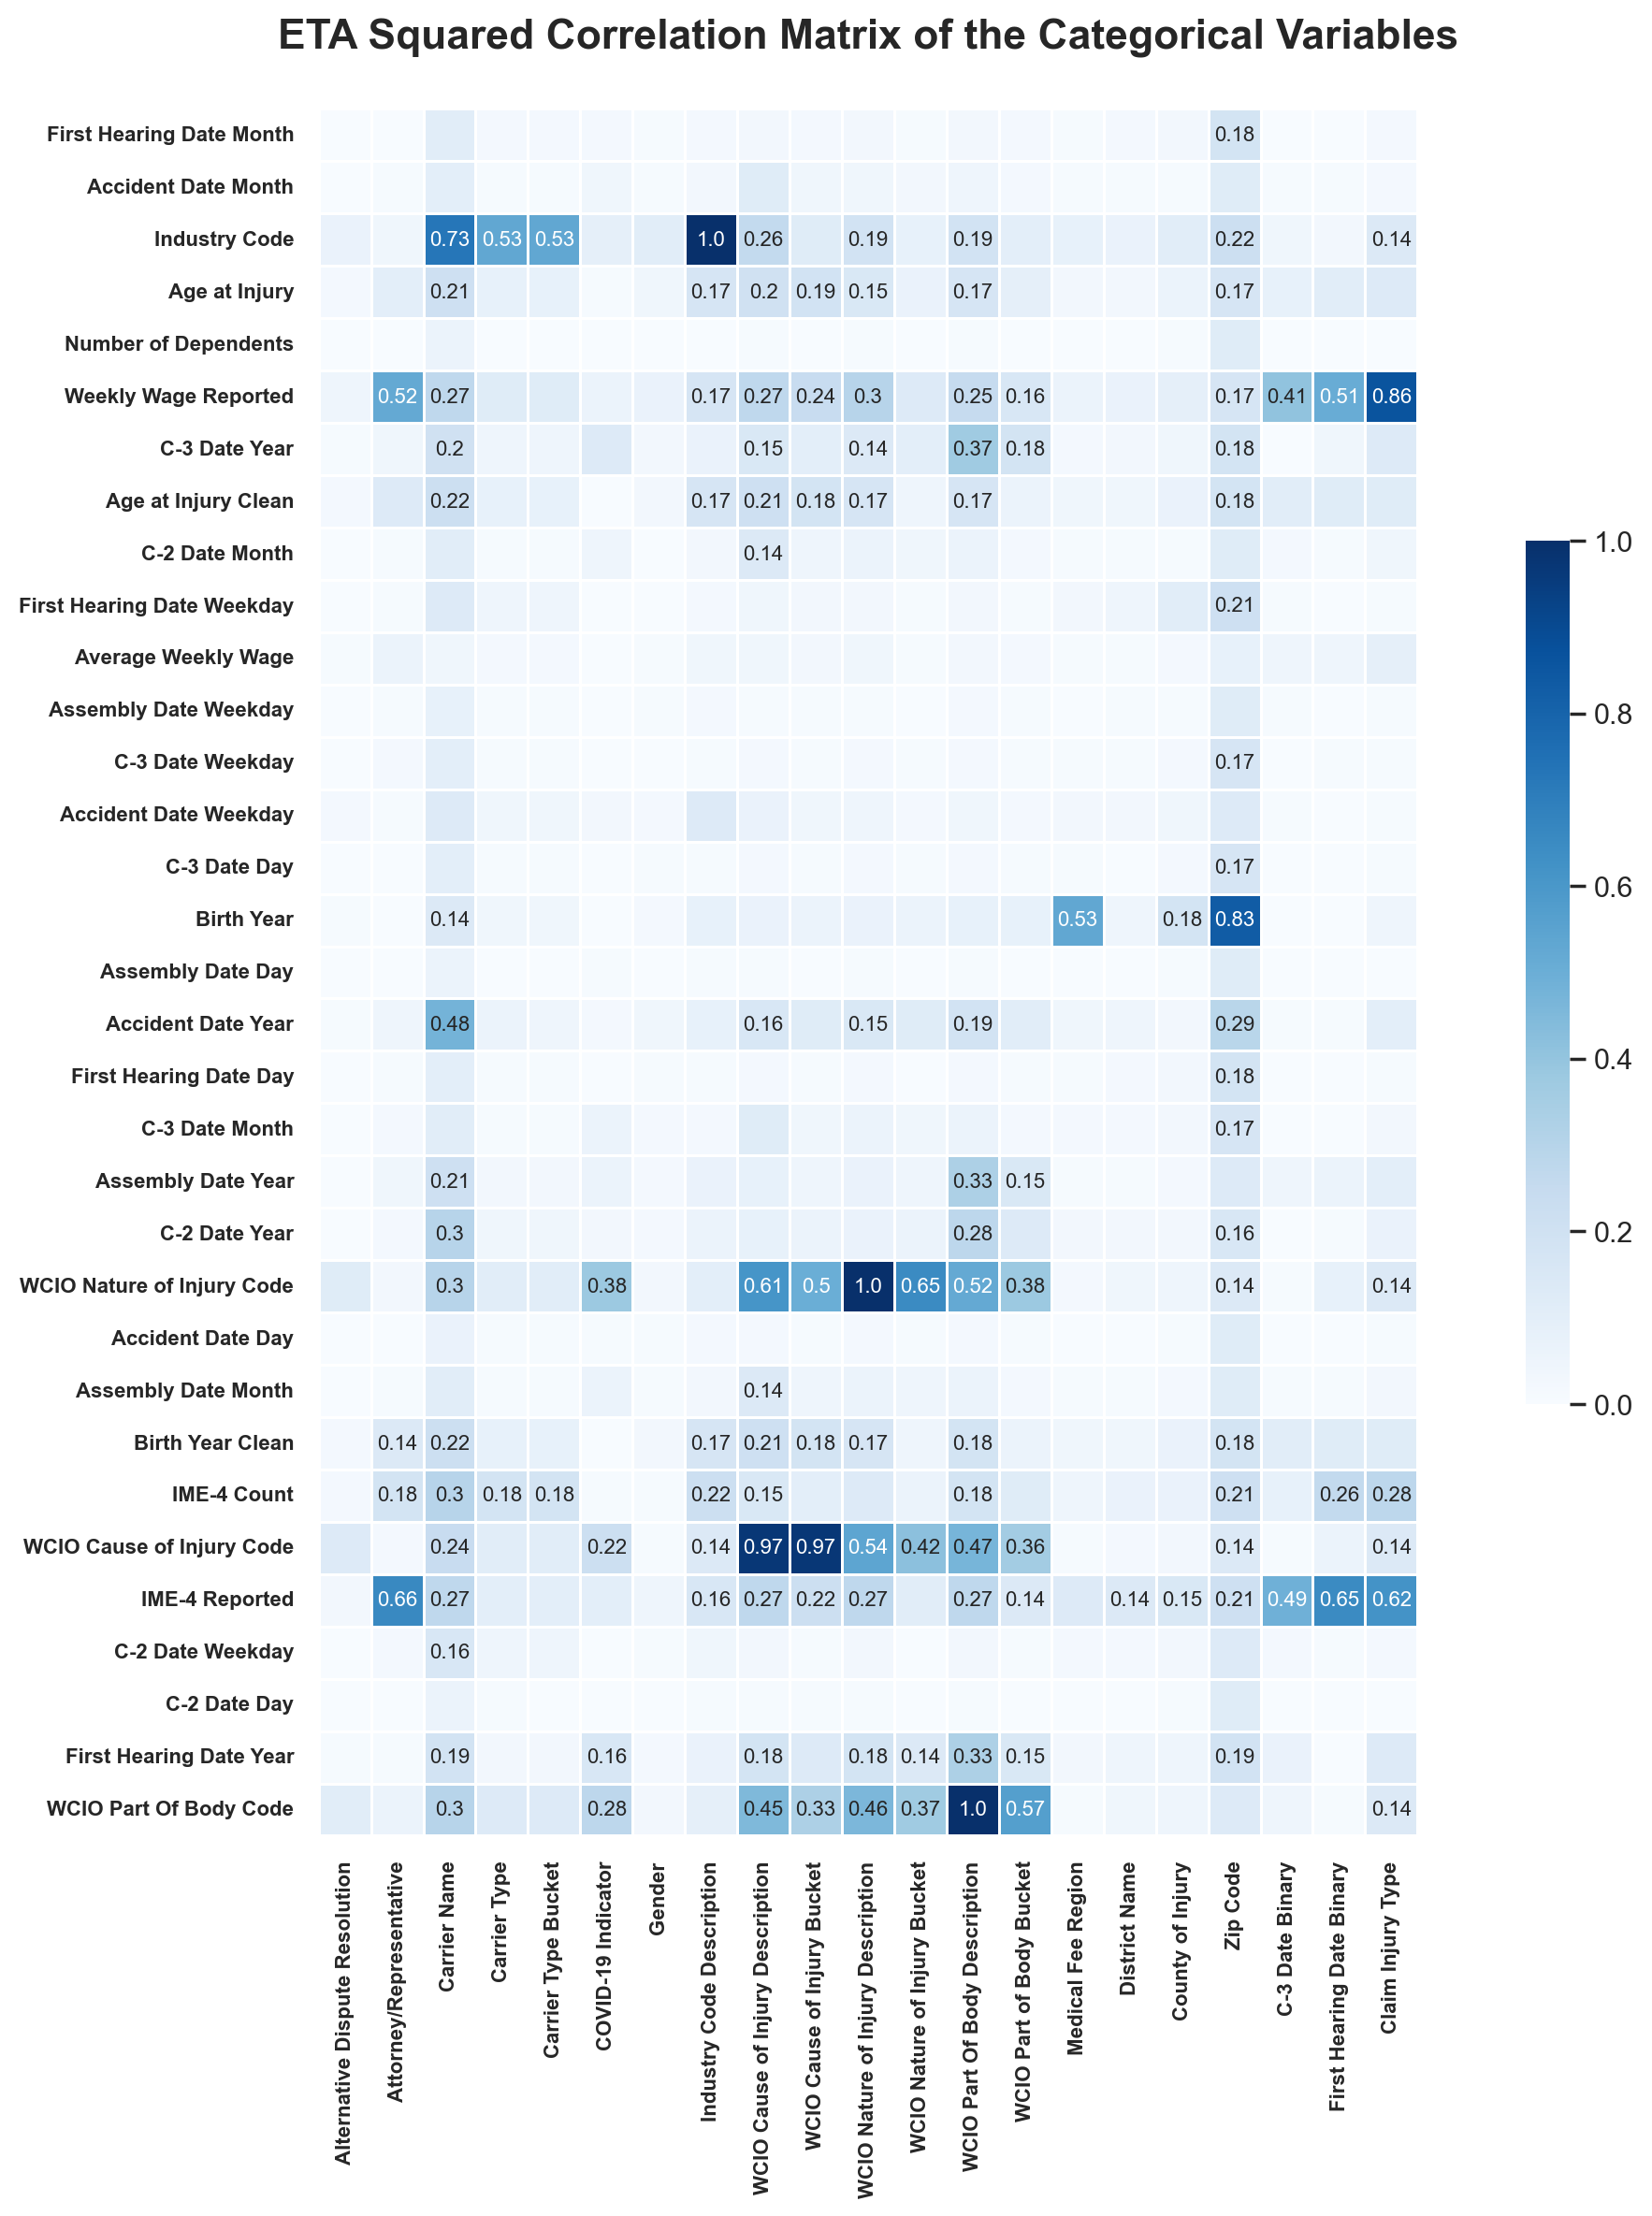 ETA Squared Correlation Matrix of the Categorical Variables
First Hearing Date Month 0.18
Accident Date Month
Industry Code 0.73 0.53 0.53 1.0 0.26 0.19 0.19 0.22 0.14
Age at Injury 0.21 0.17 0.2 0.19 0.15 0.17 0.17
Number of Dependents
Weekly Wage Reported 0.52 0.27 0.17 0.27 0.24 0.3 0.25 0.16 0.17 0.41 0.51 0.86
C-3 Date Year 0.2 0.15 0.14 0.37 0.18 0.18
Age at Injury Clean 0.22 0.17 0.21 0.18 0.17 0.17 0.18
C-2 Date Month 0.14
1.0
First Hearing Date Weekday 0.21
Average Weekly Wage
Assembly Date Weekday
0.8
C-3 Date Weekday 0.17
Accident Date Weekday
C-3 Date Day 0.17
0.6
Birth Year 0.14 0.53 0.18 0.83
Assembly Date Day
Accident Date Year 0.48 0.16 0.15 0.19 0.29
0.4
First Hearing Date Day 0.18
C-3 Date Month 0.17
Assembly Date Year 0.21 0.33 0.15
C-2 Date Year 0.3 0.28 0.16
0.2
WCIO Nature of Injury Code 0.3 0.38 0.61 0.5 1.0 0.65 0.52 0.38 0.14 0.14
Accident Date Day
Assembly Date Month 0.14
0.0
Birth Year Clean 0.14 0.22 0.17 0.21 0.18 0.17 0.18 0.18
IME-4 Count 0.18 0.3 0.18 0.18 0.22 0.15 0.18 0.21 0.26 0.28
WCIO Cause of Injury Code 0.24 0.22 0.14 0.97 0.97 0.54 0.42 0.47 0.36 0.14 0.14
IME-4 Reported 0.66 0.27 0.16 0.27 0.22 0.27 0.27 0.14 0.14 0.15 0.21 0.49 0.65 0.62
C-2 Date Weekday 0.16
C-2 Date Day
First Hearing Date Year 0.19 0.16 0.18 0.18 0.14 0.33 0.15 0.19
WCIO Part Of Body Code 0.3 0.28 0.45 0.33 0.46 0.37 1.0 0.57 0.14
Alternative Dispute Resolution
Attorney/Representative
Carrier Name
Carrier Type
Carrier Type Bucket
COVID-19 Indicator
Gender
Industry Code Description
WCIO Cause of Injury Description
WCIO Cause of Injury Bucket
WCIO Nature of Injury Description
WCIO Nature of Injury Bucket
WCIO Part Of Body Description
WCIO Part of Body Bucket
Medical Fee Region
District Name
County of Injury
Zip Code
C-3 Date Binary
First Hearing Date Binary
Claim Injury Type